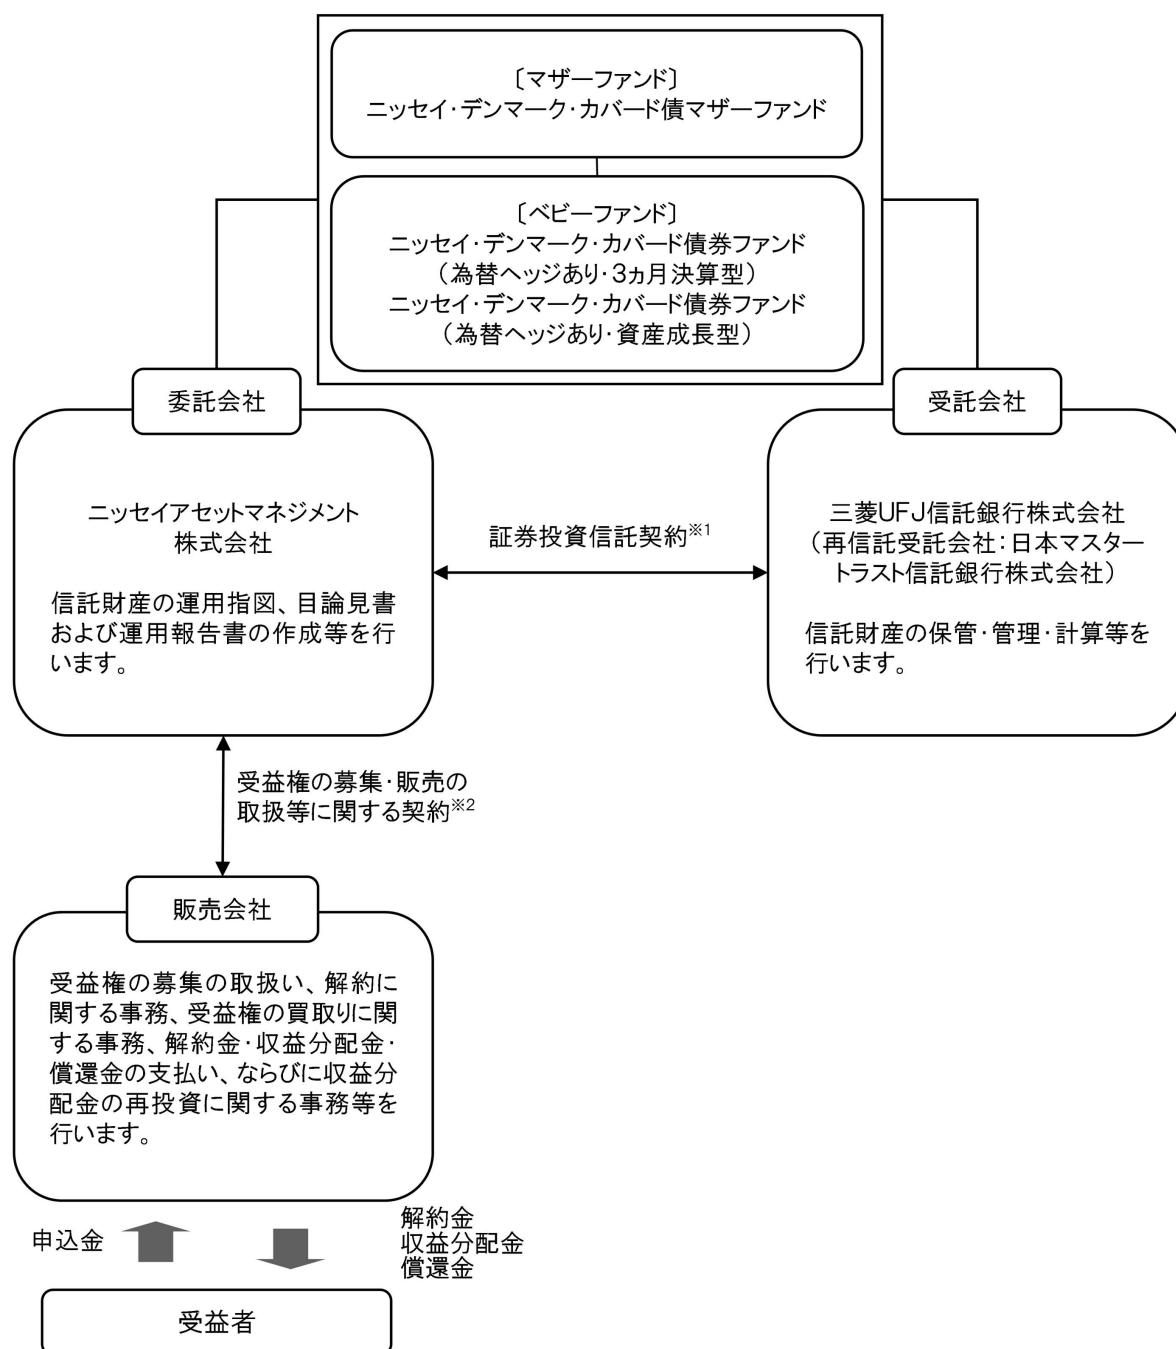 〔マザーファンド〕
ニッセイ・デンマーク・カバード債マザーファンド
〔ベビーファンド〕
ニッセイ・デンマーク・カバード債券ファンド
（為替ヘッジあり・3ヵ月決算型）
ニッセイ・デンマーク・カバード債券ファンド
（為替ヘッジあり・資産成長型）
委託会社
ニッセイアセットマネジメント
株式会社
信託財産の運用指図、目論見書
および運用報告書の作成等を行
います。
証券投資信託契約※1
受託会社
三菱UFJ信託銀行株式会社
（再信託受託会社：日本マスター
トラスト信託銀行株式会社）
信託財産の保管・管理・計算等を
行います。
受益権の募集・販売の
取扱等に関する契約※2
販売会社
受益権の募集の取扱い、解約に
関する事務、受益権の買取りに関
する事務、解約金・収益分配金・
償還金の支払い、ならびに収益分
配金の再投資に関する事務等を
行います。
申込金
解約金
収益分配金
償還金
受益者